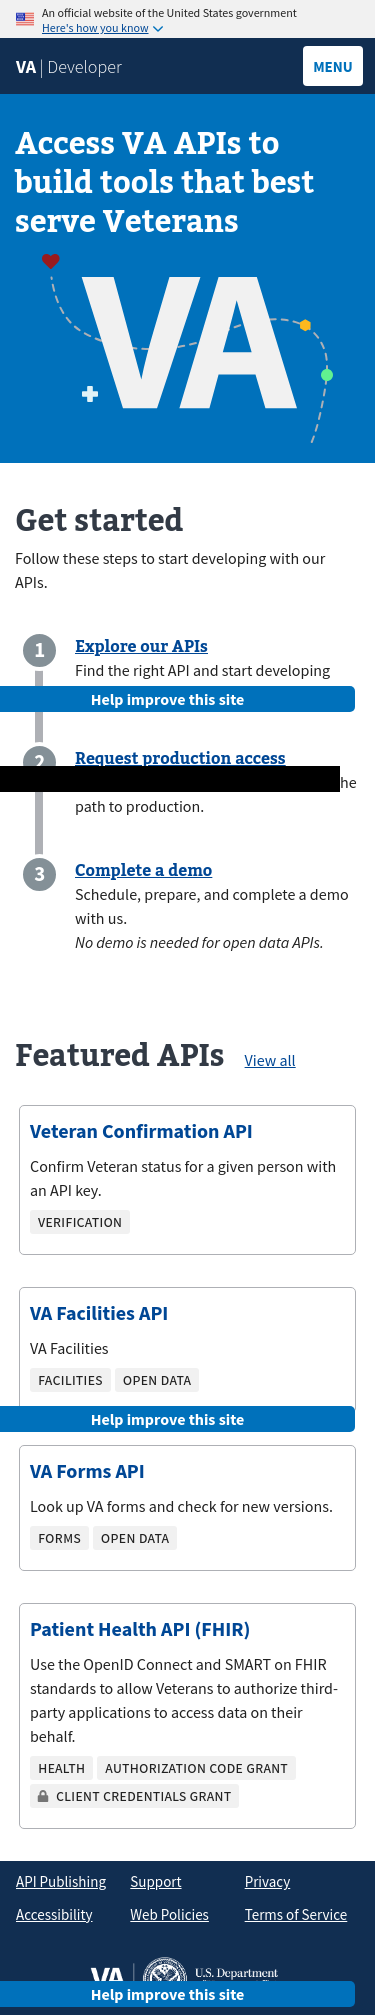 An official website of the United States government
Here's how you know
VA | Developer
MENU
Access VA APIs to
build tools that best
serve Veterans
VA
Get started
Follow these steps to start developing with our
APIs.
1
Explore our APIs
Find the right API and start developing
Help improve this site
2
Request production access
he
path to production.
3
Complete a demo
Schedule, prepare, and complete a demo
with us.
No demo is needed for open data APIs.
Featured APIs
View all
Veteran Confirmation API
Confirm Veteran status for a given person with
an API key.
VERIFICATION
VA Facilities API
VA Facilities
FACILITIES OPEN DATA
Help improve this site
VA Forms API
Look up VA forms and check for new versions.
FORMS OPEN DATA
Patient Health API (FHIR)
Use the OpenID Connect and SMART on FHIR
standards to allow Veterans to authorize third-
party applications to access data on their
behalf.
HEALTH AUTHORIZATION CODE GRANT
CLIENT CREDENTIALS GRANT
API Publishing Support Privacy
Accessibility Web Policies Terms of Service
VA U.S. Department
Help improve this site